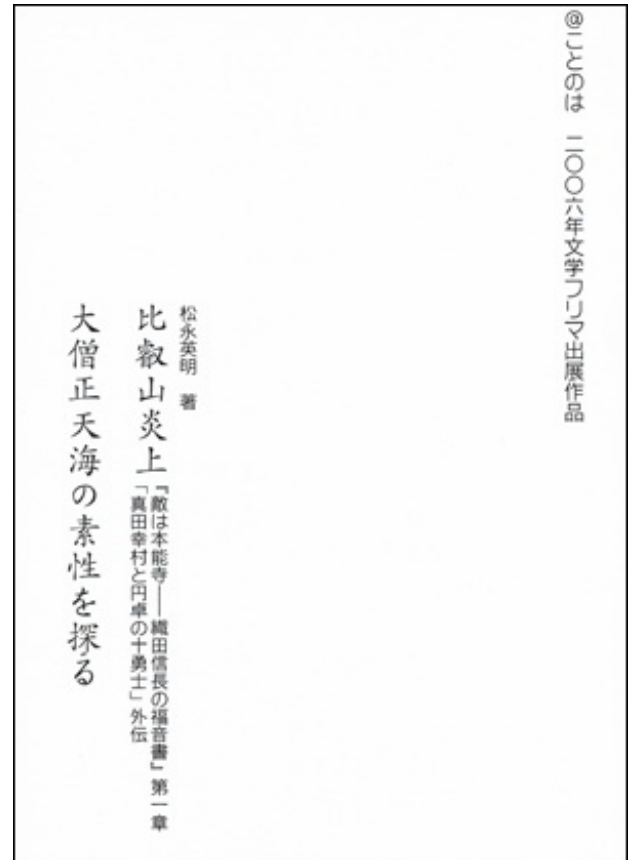 @ことのは　二〇〇六年文学フリマ出展作品
松永英明　著
比叡山炎上
『敵は本能寺――織田信長の福音書』第一章
「真田幸村と円卓の十勇士」外伝
大僧正天海の素性を探る